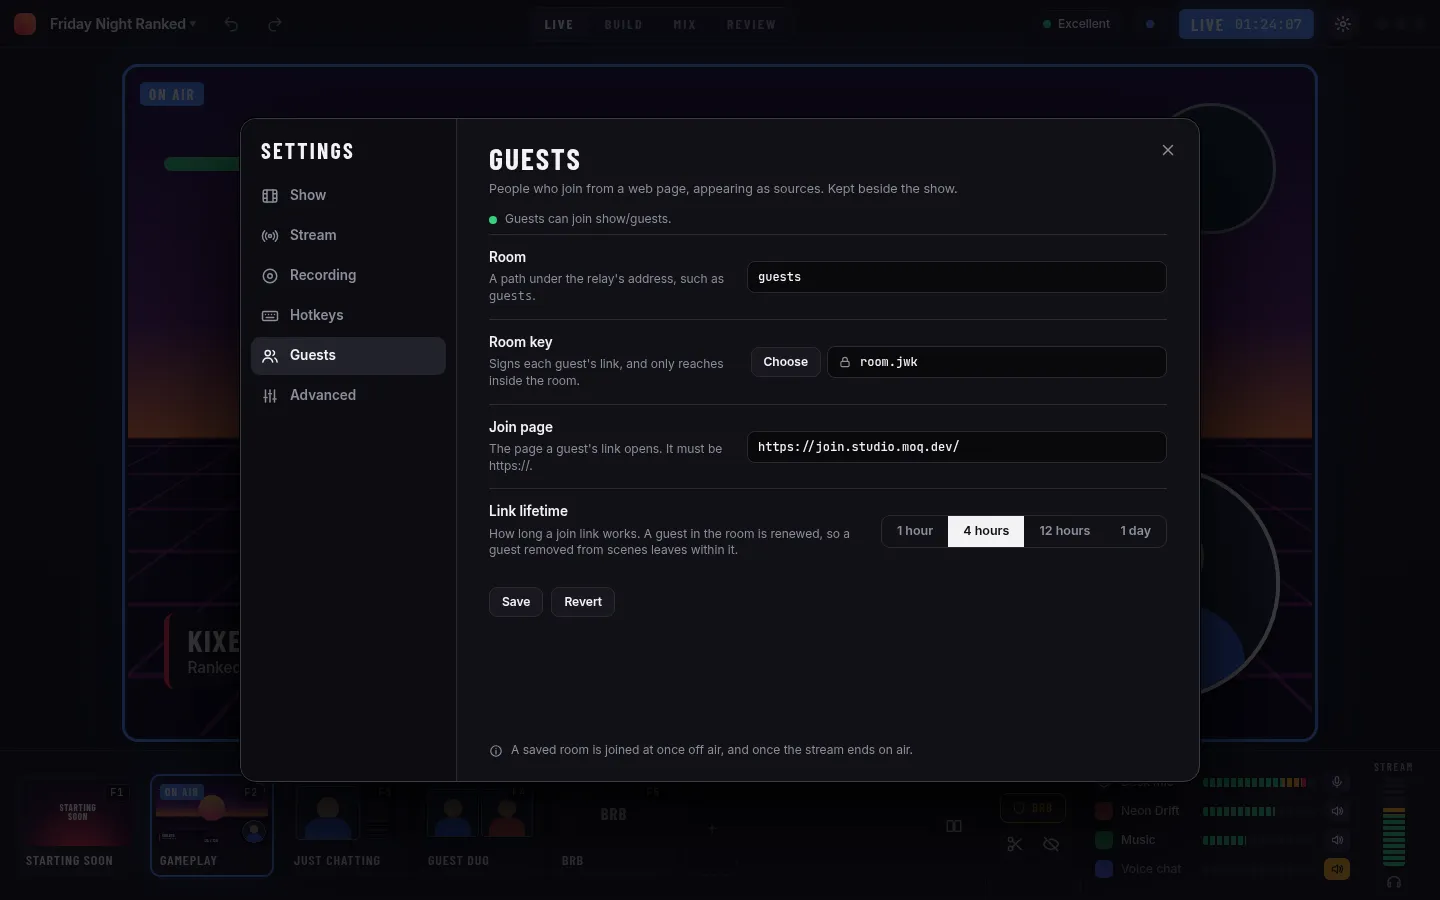 Friday Night Ranked
LIVE BUILD MIX REVIEW
Excellent
LIVE 01:24:07
ON AIR
SETTINGS
Show
Stream
Recording
Hotkeys
Guests
Advanced
GUESTS
People who join from a web page, appearing as sources. Kept beside the show.
Guests can join show/guests.
Room
A path under the relay's address, such as
guests.
guests
Room key
Signs each guest's link, and only reaches
inside the room.
Choose
room.jwk
Join page
The page a guest's link opens. It must be
https://.
https://join.studio.moq.dev/
Link lifetime
How long a join link works. A guest in the room is renewed, so a
guest removed from scenes leaves within it.
1 hour 4 hours 12 hours 1 day
Save Revert
A saved room is joined at once off air, and once the stream ends on air.
KIXE
Ranked
STARTING
SOON
F1
STARTING SOON
ON AIR
F2
GAMEPLAY
JUST CHATTING
GUEST DUO
BRB
BRB
BRB
Neon Drift
Music
Voice chat
STREAM